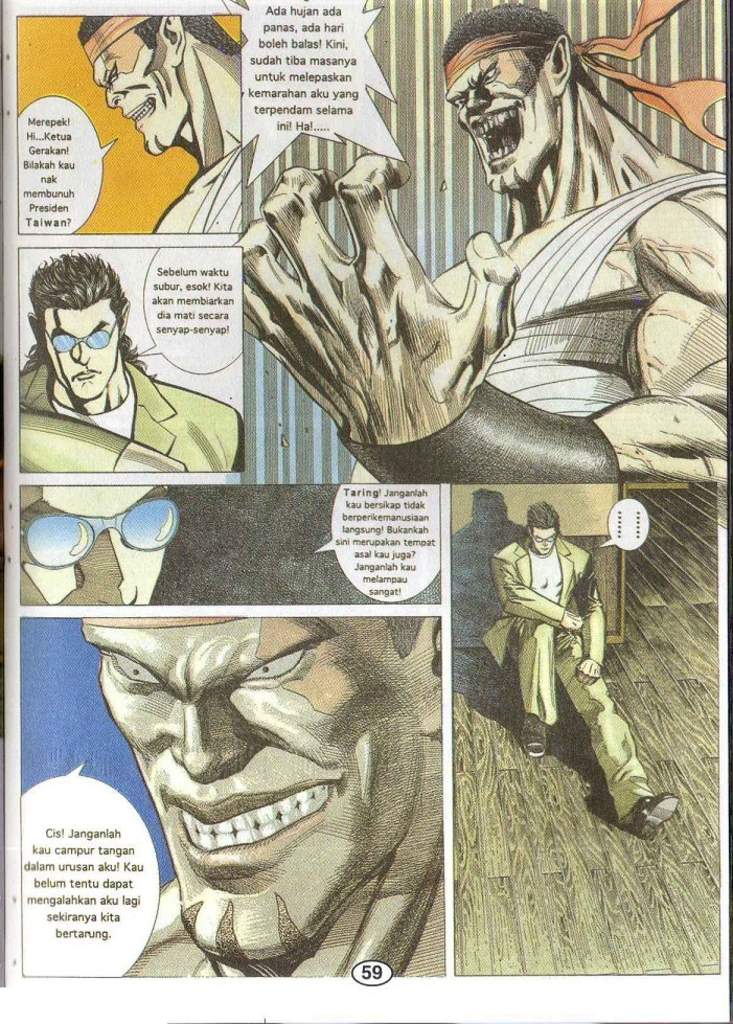 Ada hujan ada
panas, ada hari
boleh balas! Kini,
sudah tiba masanya
untuk melepaskan
kemarahan aku yang
terpendam selama
ini! Ha!.....
Merepek!
Hi...Ketua
Gerakan!
Bilakah kau
nak
membunuh
Presiden
Taiwan?
Sebelum waktu
subur, esok! Kita
akan membiarkan
dia mati secara
senyap-senyap!
Taring! Janganlah
kau bersikap tidak
berperikemanusiaan
langsung! Bukankah
sini merupakan tempat
asal kau juga?
Janganlah kau
melampau
sangat!
Cis! Janganlah
kau campur tangan
dalam urusan aku! Kau
belum tentu dapat
mengalahkan aku lagi
sekiranya kita
bertarung.
59